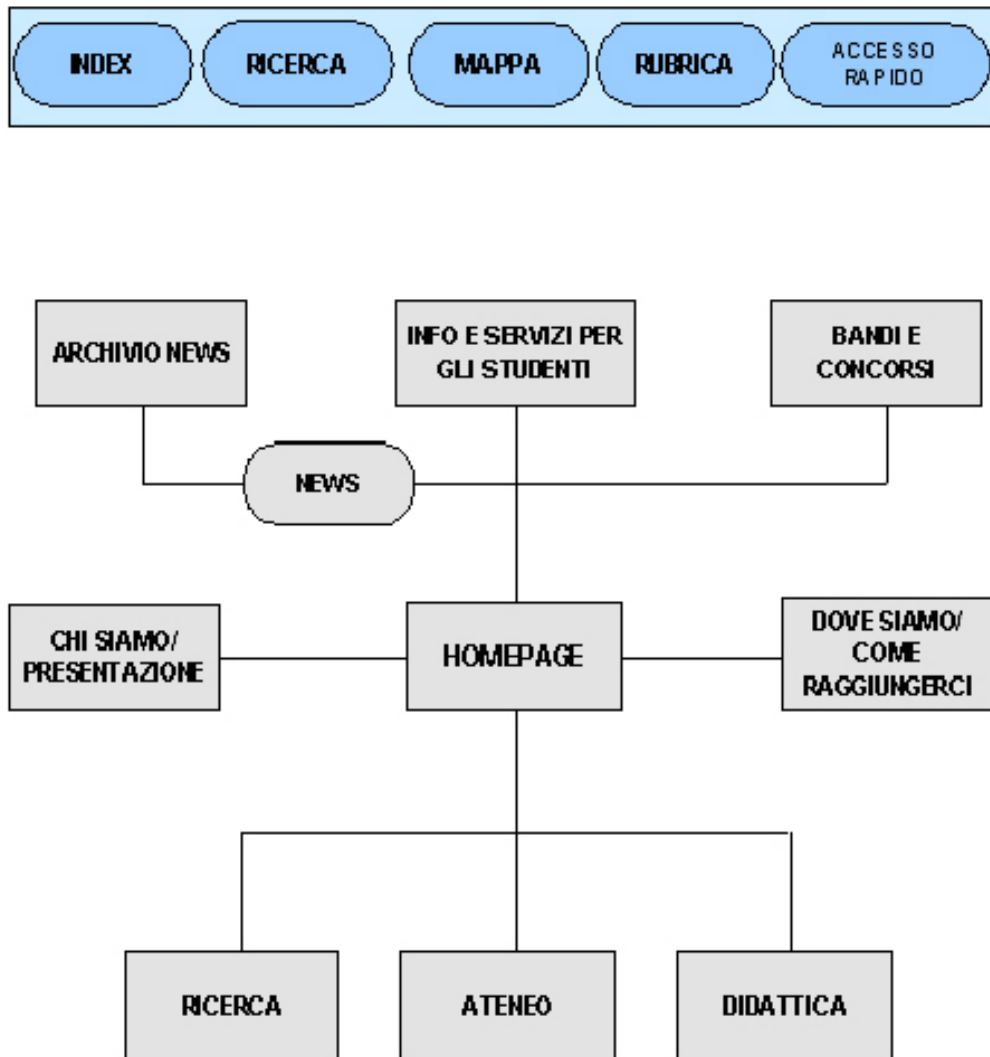 INDEX
RICERCA
MAPPA
RUBRICA
ACCESSO
RAPIDO
ARCHIVIO NEWS
INFO E SERVIZI PER
GLI STUDENTI
BANDI E
CONCORSI
NEWS
CHI SIAMO/
PRESENTAZIONE
HOMEPAGE
DOVE SIAMO/
COME
RAGGIUNGERCI
RICERCA
ATENEO
DIDATTICA